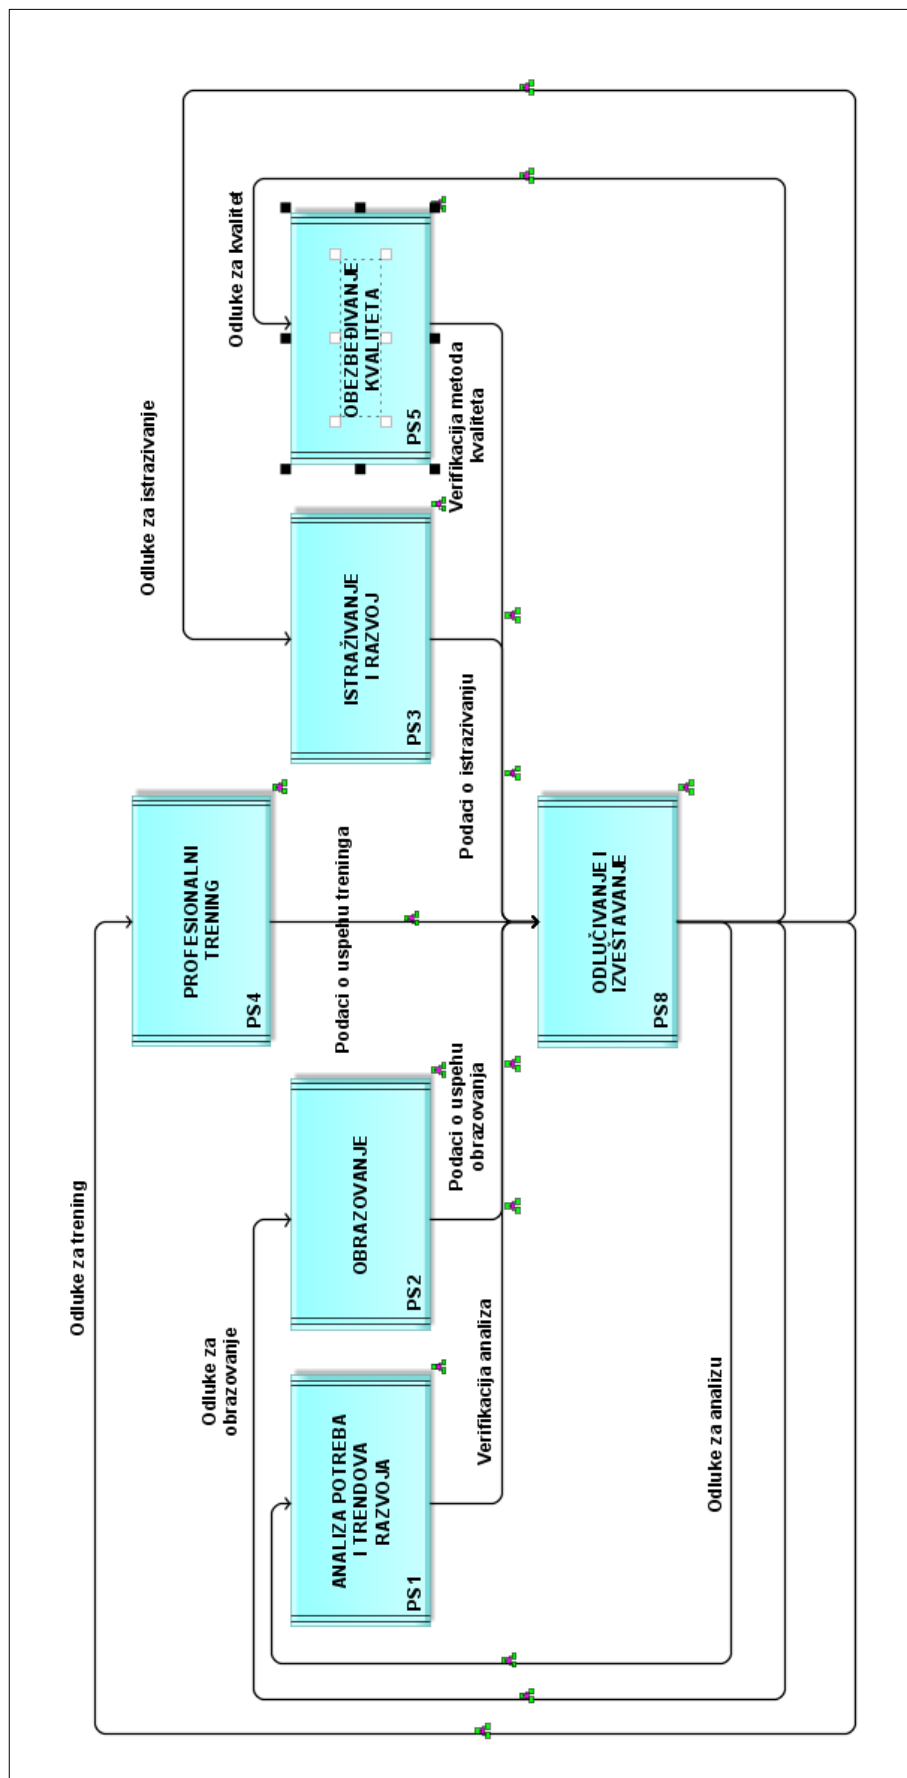 Odluke za trening
PROFESIONALNI
TRENING
PS4
Odluke za
obrazovanje
Odluke za istrazivanje
Odluke za kvalitet
ANALIZA POTREBA
I TRENDOVA
RAZVOJA
PS1
OBRAZOVANJE
PS2
Podaci o uspehu treninga
ISTRAŽIVANJE
I RAZVOJ
PS3
OBEZBEĐIVANJE
KVALITETA
PS5
Verifikacija analiza
Podaci o uspehu
obrazovanja
Podaci o istrazivanju
Verifikacija metoda
kvaliteta
ODLUČIVANJE I
IZVEŠTAVANJE
PS8
Odluke za analizu